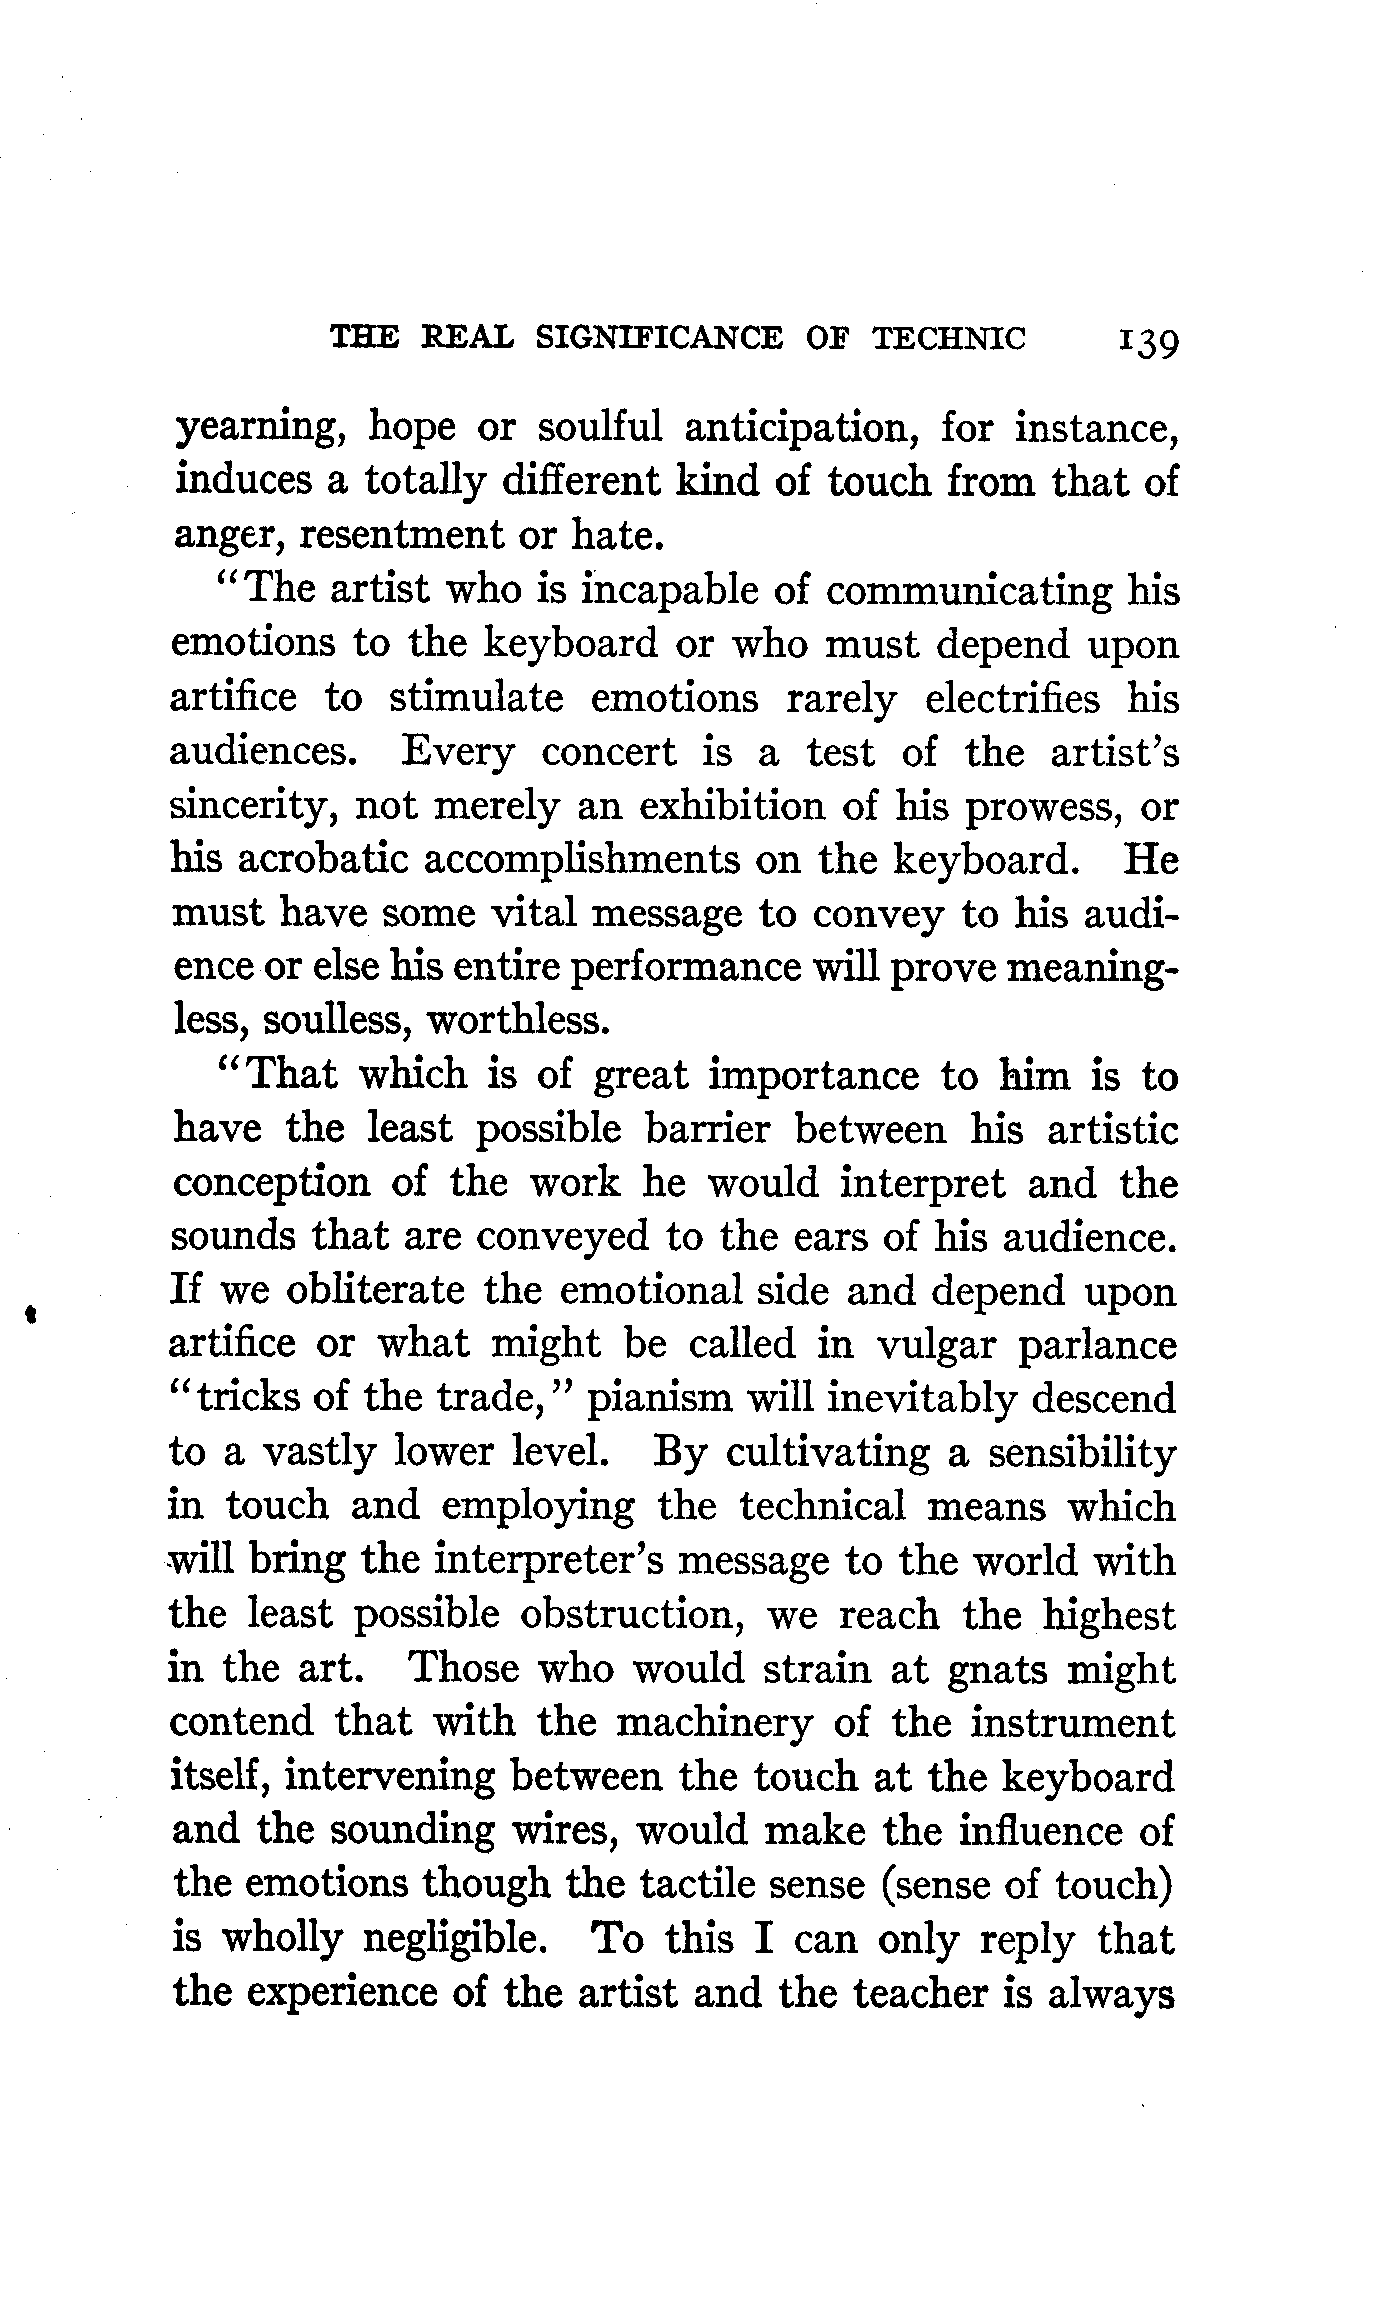 THE REAL SIGNIFICANCE OF TECHNIC 139
yearning, hope or soulful anticipation, for instance,
induces a totally different kind of touch from that of
anger, resentment or hate.
"The artist who is incapable of communicating his
emotions to the keyboard or who must depend upon
artifice to stimulate emotions rarely electrifies his
audiences. Every concert is a test of the artist's
sincerity, not merely an exhibition of his prowess, or
his acrobatic accomplishments on the keyboard. He
must have some vital message to convey to his audi-
ence or else his entire performance will prove meaning-
less, soulless, worthless.
"That which is of great importance to him is to
have the least possible barrier between his artistic
conception of the work he would interpret and the
sounds that are conveyed to the ears of his audience.
If we obliterate the emotional side and depend upon
artifice or what might be called in vulgar parlance
"tricks of the trade," pianism will inevitably descend
to a vastly lower level. By cultivating a sensibility
in touch and employing the technical means which
will bring the interpreter's message to the world with
the least possible obstruction, we reach the highest
in the art. Those who would strain at gnats might
contend that with the machinery of the instrument
itself, intervening between the touch at the keyboard
and the sounding wires, would make the influence of
the emotions though the tactile sense (sense of touch)
is wholly negligible. To this I can only reply that
the experience of the artist and the teacher is always